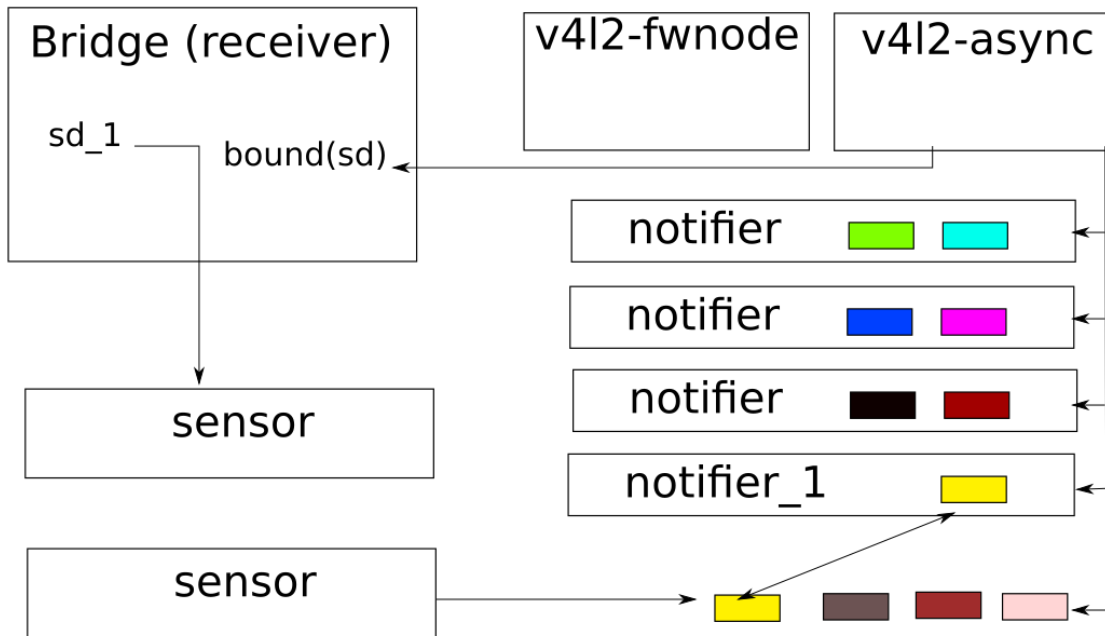 Bridge (receiver)
v4l2-fwnode
v4l2-async
sd_1
bound(sd)
notifier
notifier
notifier
sensor
notifier_1
sensor